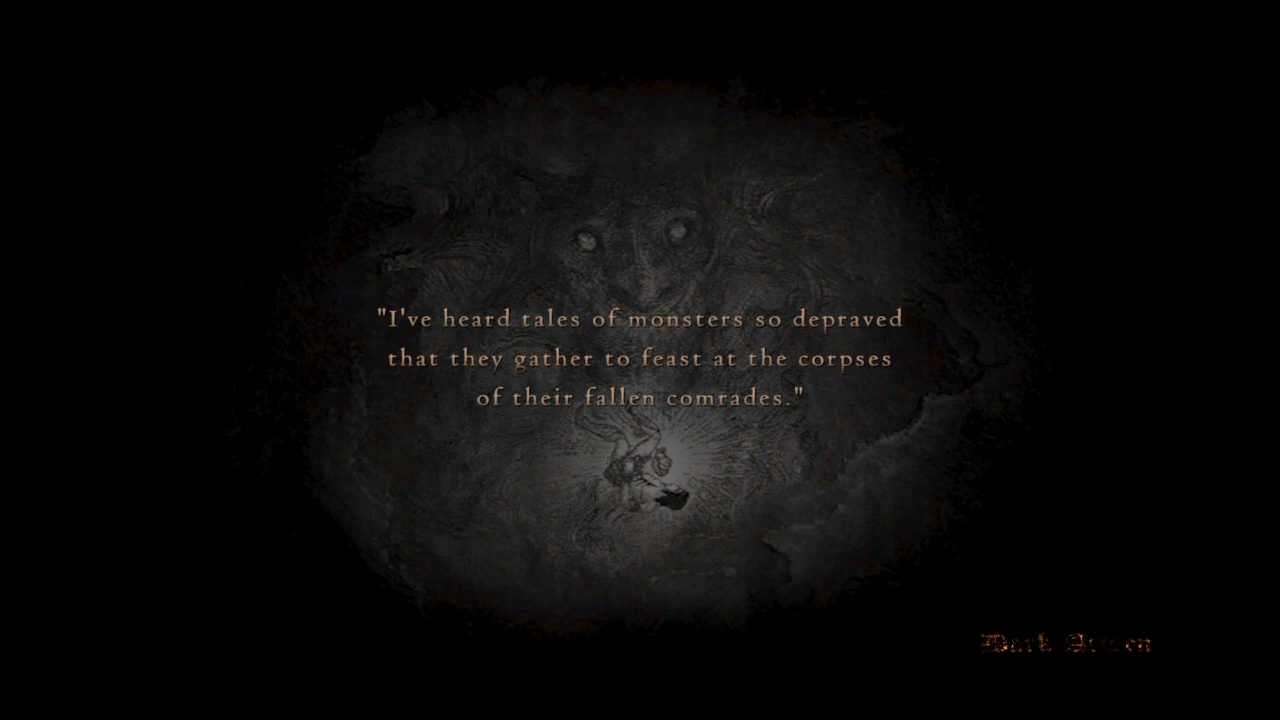 "I've heard tales of monsters so depraved
that they gather to feast at the corpses
of their fallen comrades."
Dark